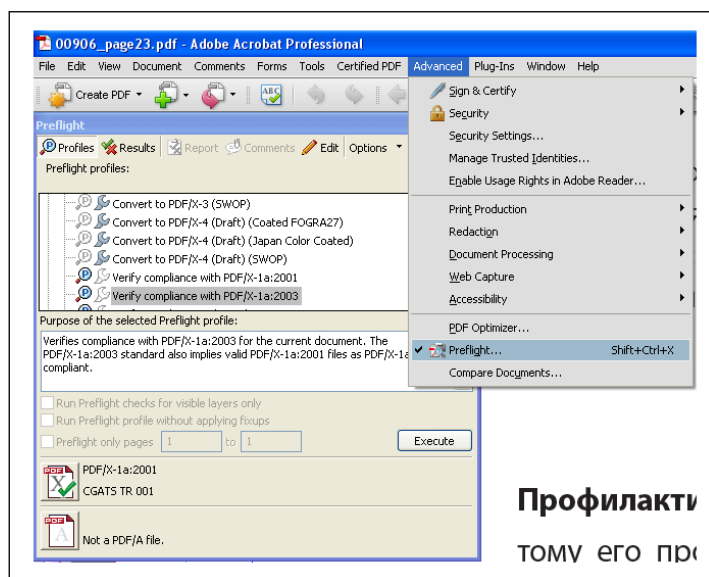 00906_page23.pdf - Adobe Acrobat Professional
File Edit View Document Comments Forms Tools Certified PDF Advanced Plug-Ins Window Help
Create PDF
Sign & Certify
Security
Security Settings...
Manage Trusted Identities...
Enable Usage Rights in Adobe Reader...
Print Production
Redaction
Document Processing
Web Capture
Accessibility
PDF Optimizer...
Preflight... Shift+Ctrl+X
Compare Documents...
Preflight
Profiles Results Report Comments Edit Options
Preflight profiles:
Convert to PDF/X-3 (SWOP)
Convert to PDF/X-4 (Draft) (Coated FOGRA27)
Convert to PDF/X-4 (Draft) (Japan Color Coated)
Convert to PDF/X-4 (Draft) (SWOP)
Verify compliance with PDF/X-1a:2001
Verify compliance with PDF/X-1a:2003
Purpose of the selected Preflight profile:
Verifies compliance with PDF/X-1a:2003 for the current document. The
PDF/X-1a:2003 standard also implies valid PDF/X-1a:2001 files as PDF/X-1a
compliant.
Run Preflight checks for visible layers only
Run Preflight profile without applying fixups
Preflight only pages 1 to 1 Execute
PDF/X-1a:2001
CGATS TR 001
Not a PDF/A file.
Профилакти
тому его про